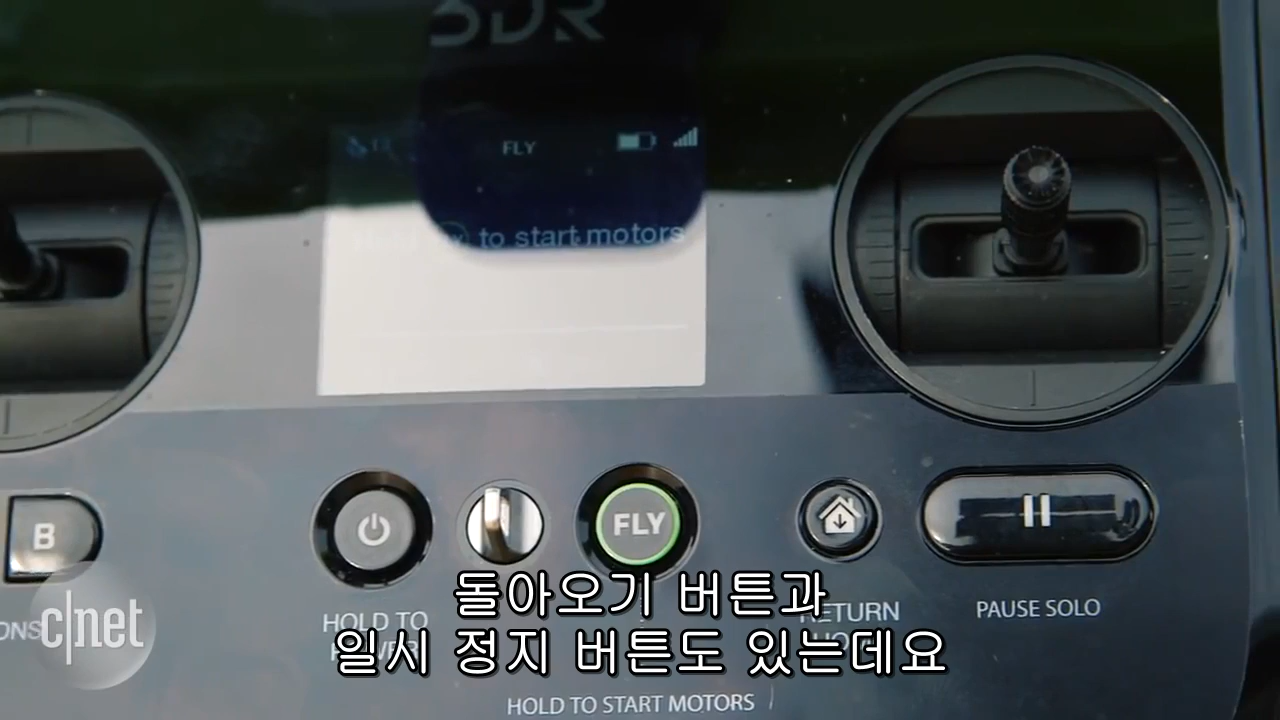 3DR
FLY
to start motors
B
FLY
HOLD TO
RETURN
PAUSE SOLO
돌아오기 버튼과
일시 정지 버튼도 있는데요
HOLD TO START MOTORS
c|net